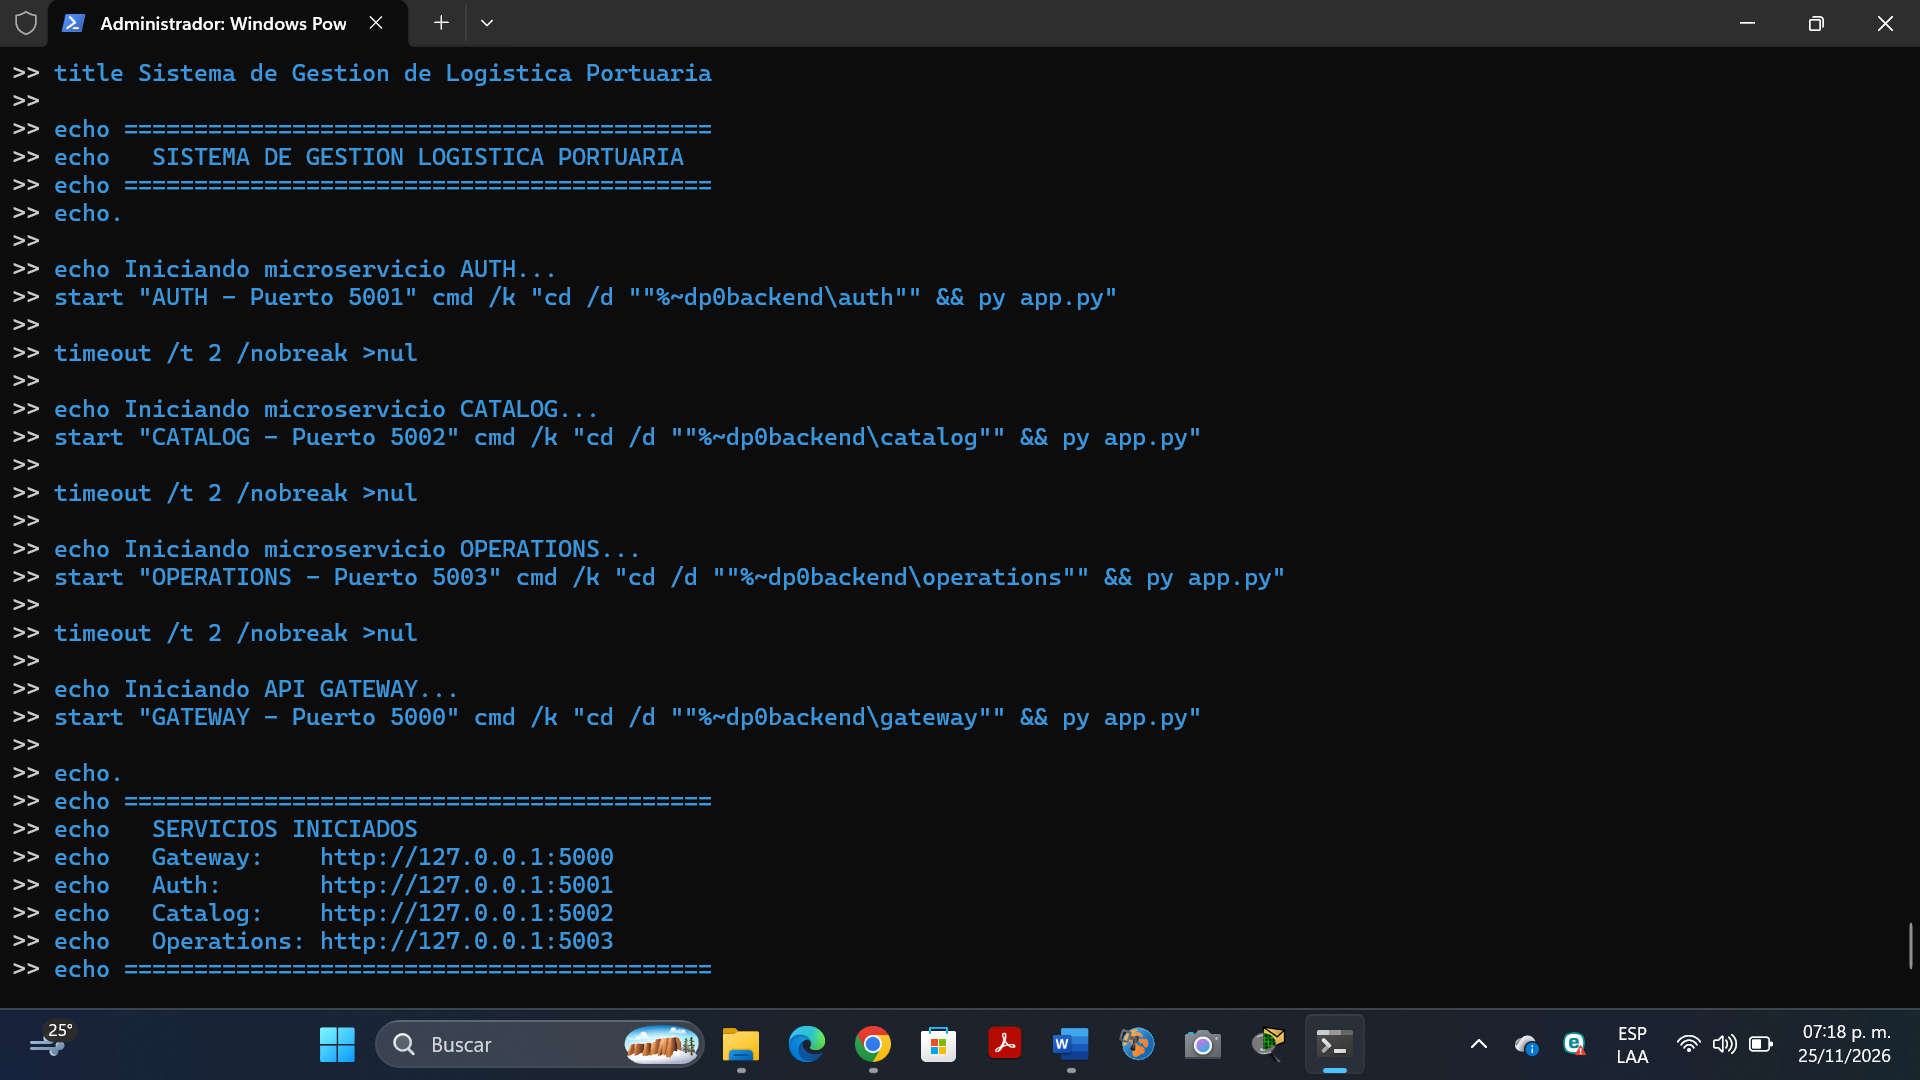 Administrador: Windows Pow
>> title Sistema de Gestion de Logistica Portuaria
>>
>> echo ==========================================
>> echo   SISTEMA DE GESTION LOGISTICA PORTUARIA
>> echo ==========================================
>> echo.
>>
>> echo Iniciando microservicio AUTH...
>> start "AUTH - Puerto 5001" cmd /k "cd /d ""%~dp0backend\auth"" && py app.py"
>>
>> timeout /t 2 /nobreak >nul
>>
>> echo Iniciando microservicio CATALOG...
>> start "CATALOG - Puerto 5002" cmd /k "cd /d ""%~dp0backend\catalog"" && py app.py"
>>
>> timeout /t 2 /nobreak >nul
>>
>> echo Iniciando microservicio OPERATIONS...
>> start "OPERATIONS - Puerto 5003" cmd /k "cd /d ""%~dp0backend\operations"" && py app.py"
>>
>> timeout /t 2 /nobreak >nul
>>
>> echo Iniciando API GATEWAY...
>> start "GATEWAY - Puerto 5000" cmd /k "cd /d ""%~dp0backend\gateway"" && py app.py"
>>
>> echo.
>> echo ==========================================
>> echo   SERVICIOS INICIADOS
>> echo   Gateway:    http://127.0.0.1:5000
>> echo   Auth:       http://127.0.0.1:5001
>> echo   Catalog:    http://127.0.0.1:5002
>> echo   Operations: http://127.0.0.1:5003
>> echo ==========================================
25°
Buscar
ESP
LAA
07:18 p. m.
25/11/2026